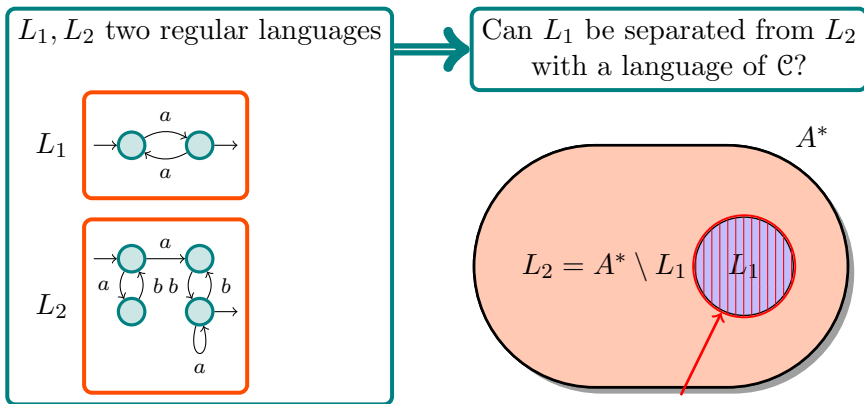 L₁, L₂ two regular languages
Can L₁ be separated from L₂
with a language of 𝒞?
L₁
a
a
L₂
a
a
b
b
b
a
A*
L₂ = A* \ L₁
L₁